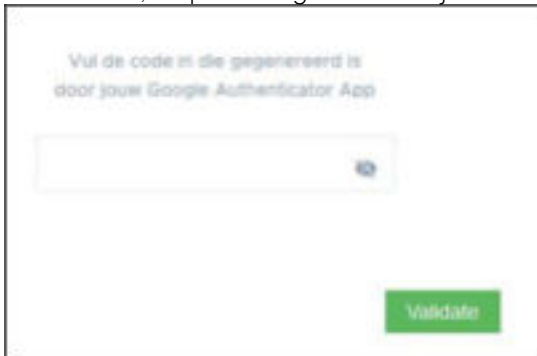 Vul de code in die gegenereerd is
door jouw Google Authenticator App
Validate